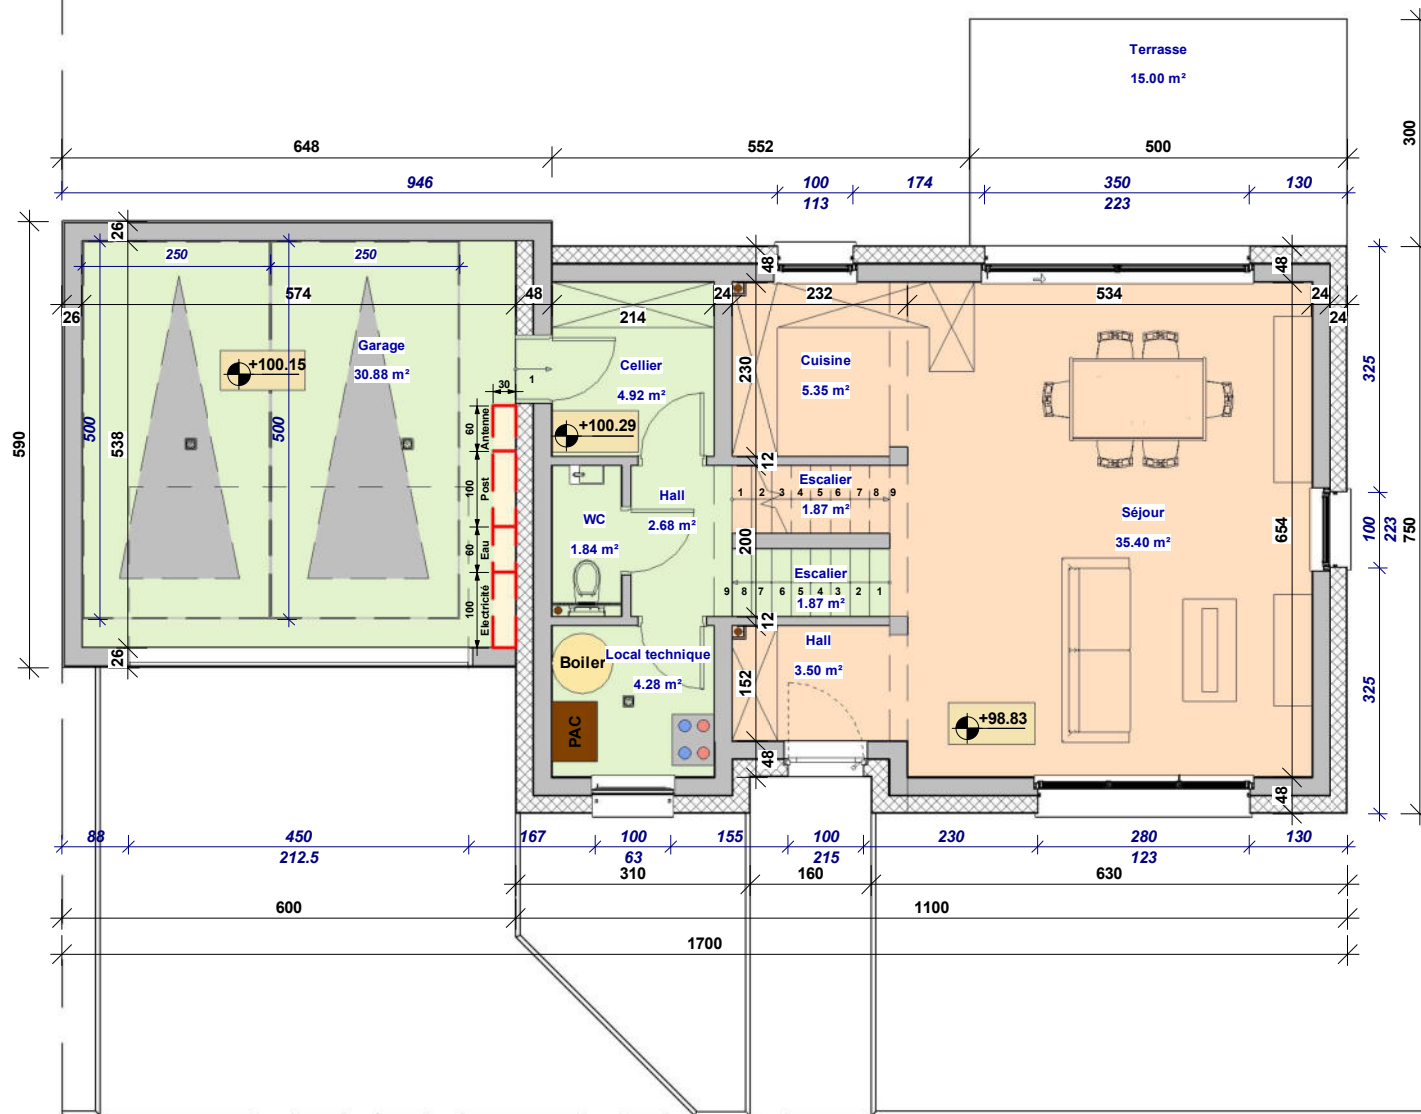 Terrasse
15.00 m²
300
648
552
500
946
100
113
174
350
223
130
26
48
48
250
250
574
48
24
232
534
24
26
214
24
Garage
30.88 m²
+100.15
1
Cellier
4.92 m²
230
Cuisine
5.35 m²
325
30
590
500
538
500
60
Antenne
+100.29
12
100
Post
Hall
2.68 m²
Escalier
1.87 m²
1 2 3 4 5 6 7 8 9
WC
1.84 m²
200
Séjour
35.40 m²
654
100
223
750
60
Eau
Escalier
1.87 m²
9 8 7 6 5 4 3 2 1
100
Electricité
12
26
Boiler
Local technique
4.28 m²
Hall
3.50 m²
152
325
PAC
+98.83
48
48
88
450
212.5
167
100
63
155
100
215
230
280
123
130
310
160
630
600
1100
1700